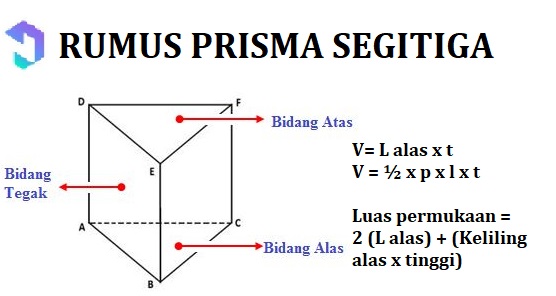 RUMUS PRISMA SEGITIGA
D
F
Bidang Atas
E
Bidang
Tegak
A
C
Bidang Alas
B
V= L alas x t
V = ½ x p x l x t
Luas permukaan =
2 (L alas) + (Keliling
alas x tinggi)